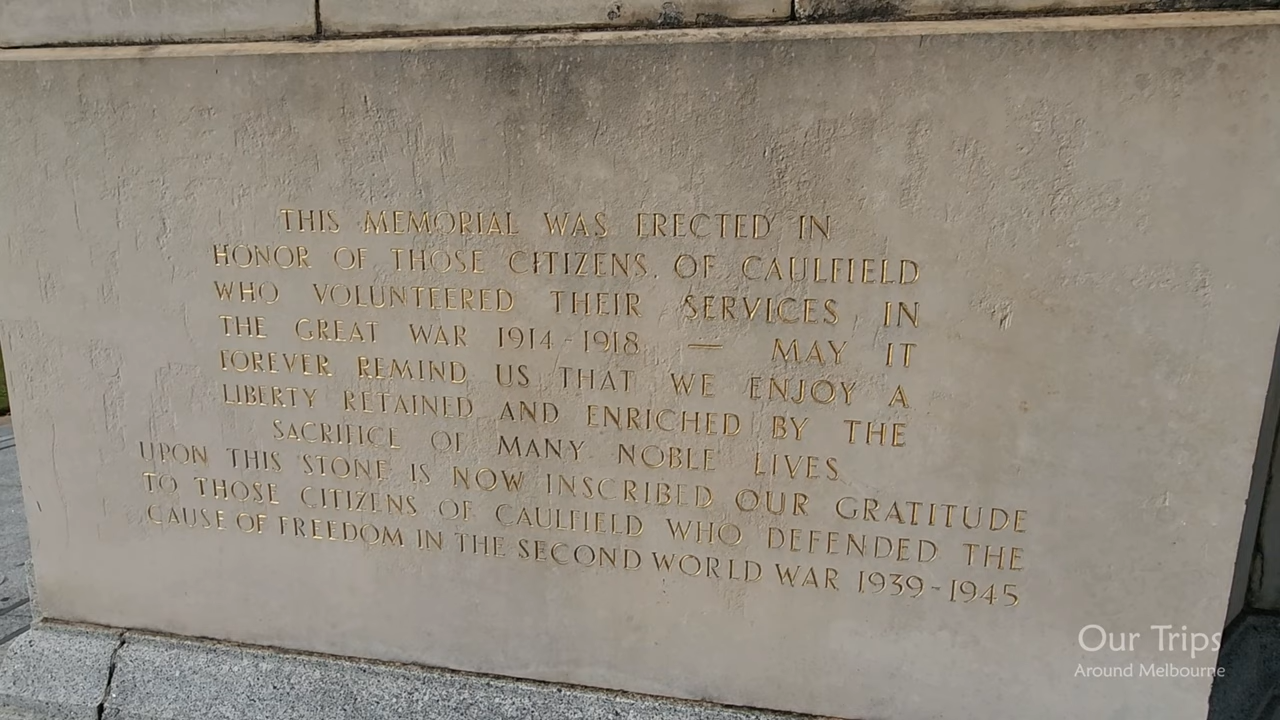 THIS MEMORIAL WAS ERECTED IN
HONOR OF THOSE CITIZENS OF CAULFIELD
WHO VOLUNTEERED THEIR SERVICES IN
THE GREAT WAR 1914-1918 — MAY IT
FOREVER REMIND US THAT WE ENJOY A
LIBERTY RETAINED AND ENRICHED BY THE
SACRIFICE OF MANY NOBLE LIVES
UPON THIS STONE IS NOW INSCRIBED OUR GRATITUDE
TO THOSE CITIZENS OF CAULFIELD WHO DEFENDED THE
CAUSE OF FREEDOM IN THE SECOND WORLD WAR 1939-1945
Our Trips
Around Melbourne